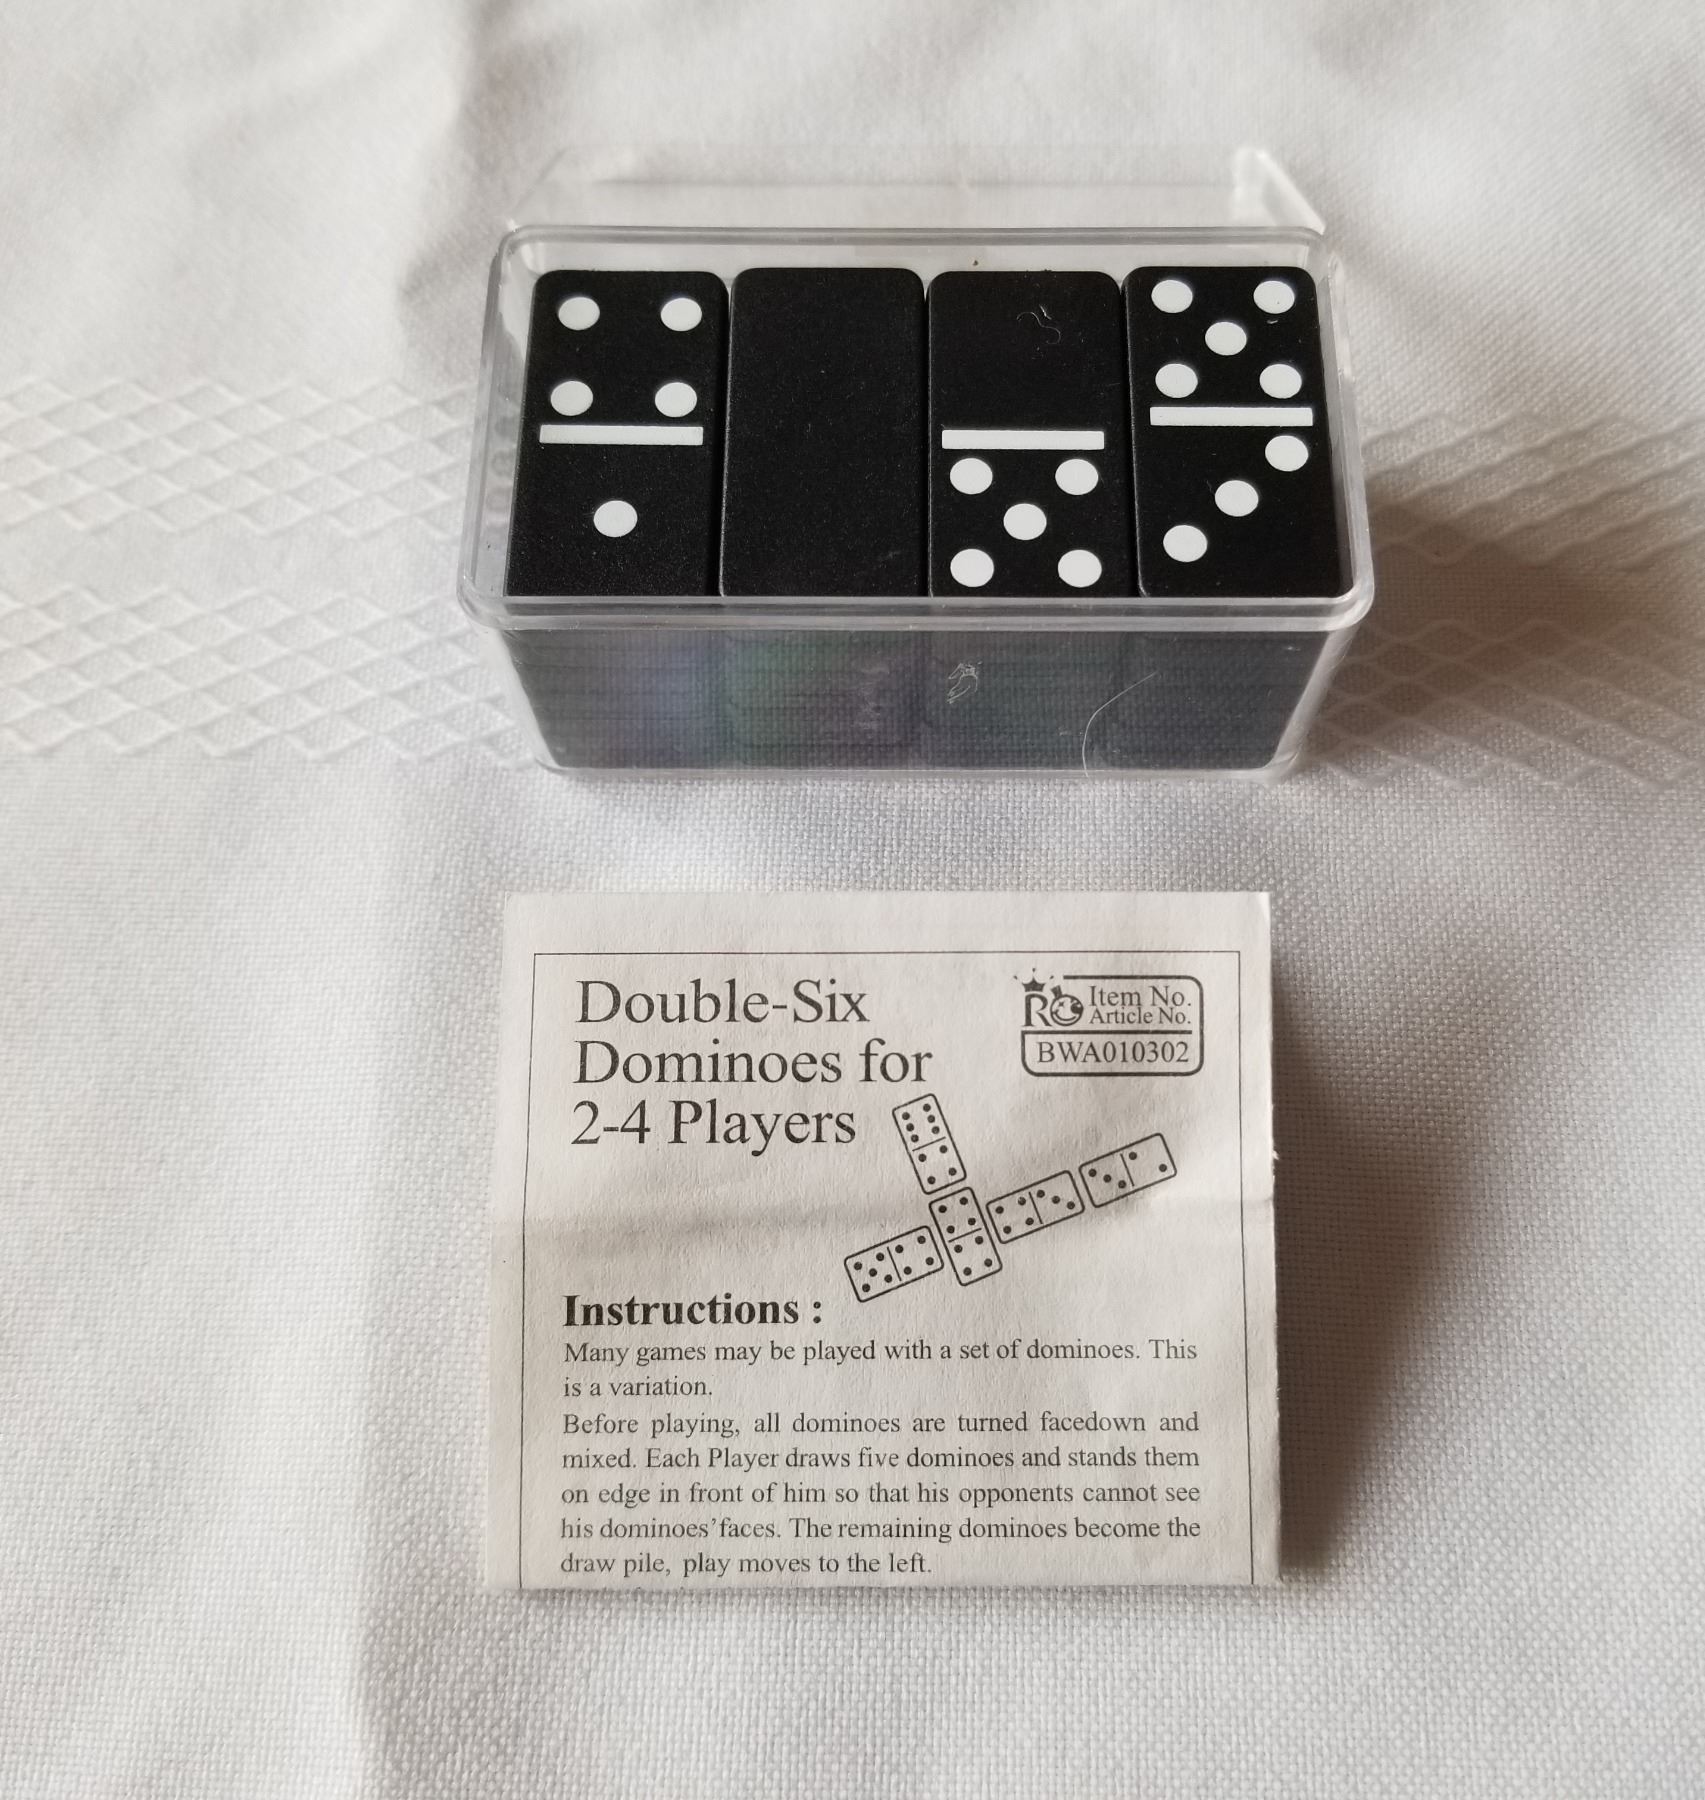 Double-Six
Dominoes for
2-4 Players
RO
Item No.
Article No.
BWA010302
Instructions :
Many games may be played with a set of dominoes. This
is a variation.
Before playing, all dominoes are turned facedown and
mixed. Each Player draws five dominoes and stands them
on edge in front of him so that his opponents cannot see
his dominoes' faces. The remaining dominoes become the
draw pile, play moves to the left.